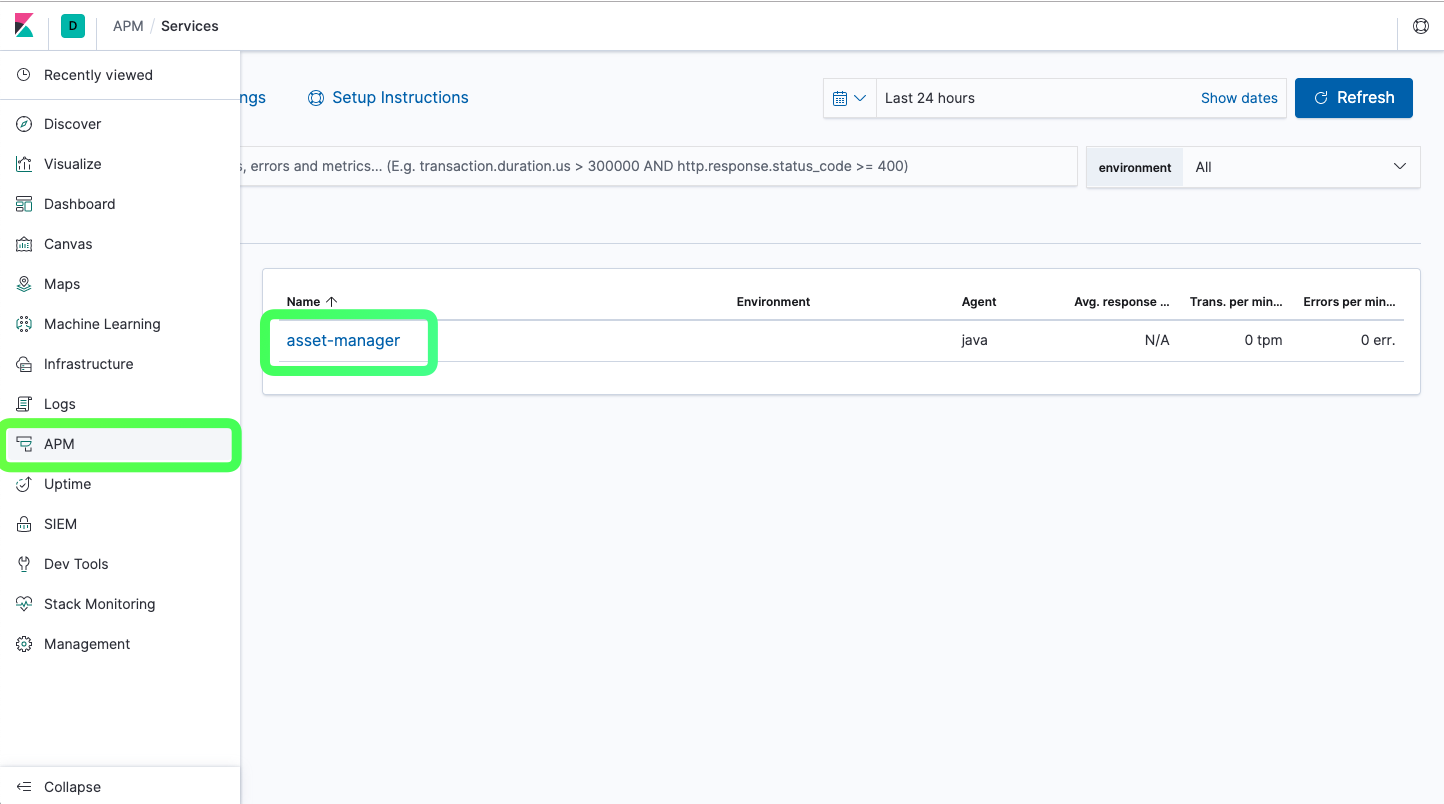 D APM / Services
Recently viewed
ngs Setup Instructions Last 24 hours Show dates Refresh
Discover
Visualize
s, errors and metrics... (E.g. transaction.duration.us > 300000 AND http.response.status_code >= 400) environment All
Dashboard
Canvas
Maps
Machine Learning
Infrastructure
Logs
APM
Uptime
SIEM
Dev Tools
Stack Monitoring
Management
Collapse
Name Environment Agent Avg. response ... Trans. per min... Errors per min...
asset-manager java N/A 0 tpm 0 err.